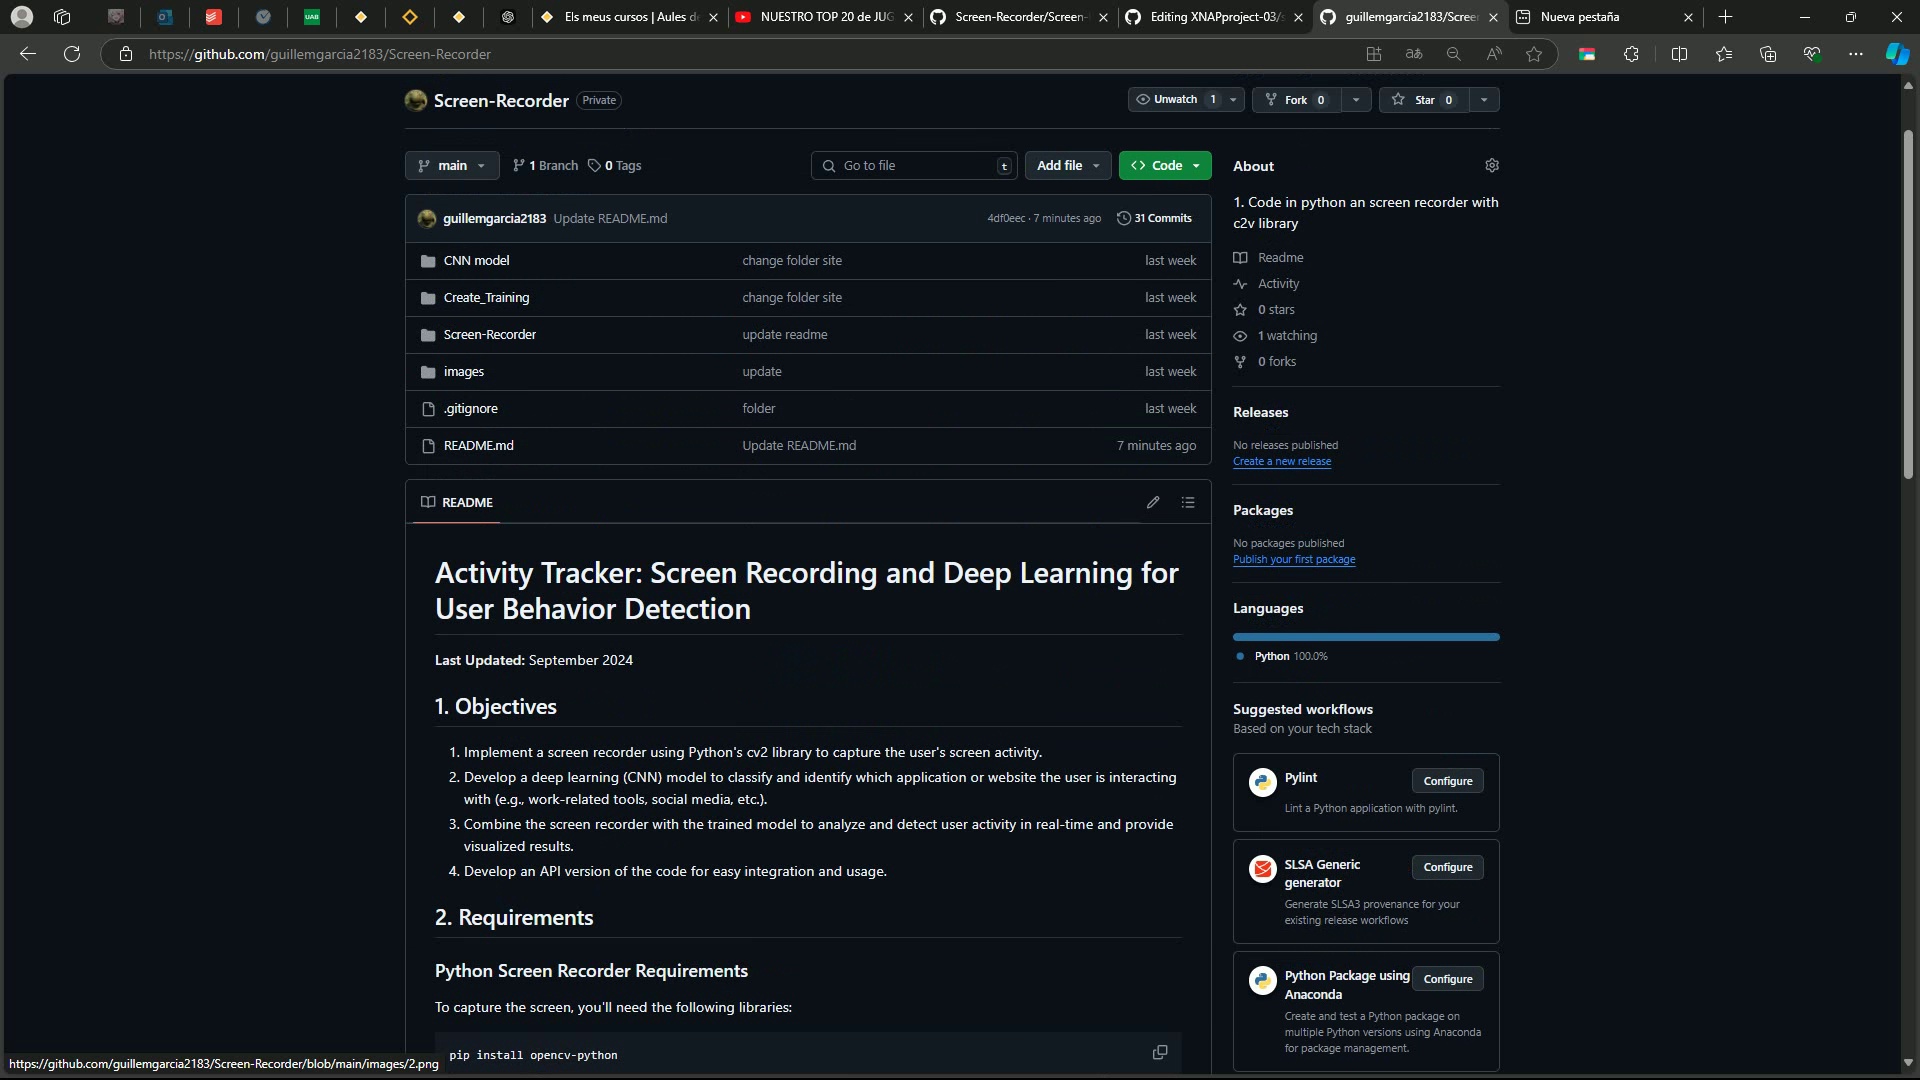 Els meus cursos | Aules d
NUESTRO TOP 20 de JUG
Screen-Recorder/Screen-
Editing XNAPproject-03/s
guillemgarcia2183/Screen
Nueva pestaña
https://github.com/guillemgarcia2183/Screen-Recorder
Screen-Recorder Private
Unwatch 1 Fork 0 Star 0
main 1 Branch 0 Tags
Go to file t Add file <> Code
guillemgarcia2183 Update README.md 4df0eec · 7 minutes ago 31 Commits
CNN model change folder site last week
Create_Training change folder site last week
Screen-Recorder update readme last week
images update last week
.gitignore folder last week
README.md Update README.md 7 minutes ago
README
Activity Tracker: Screen Recording and Deep Learning for
User Behavior Detection
Last Updated: September 2024
1. Objectives
1. Implement a screen recorder using Python's cv2 library to capture the user's screen activity.
2. Develop a deep learning (CNN) model to classify and identify which application or website the user is interacting
with (e.g., work-related tools, social media, etc.).
3. Combine the screen recorder with the trained model to analyze and detect user activity in real-time and provide
visualized results.
4. Develop an API version of the code for easy integration and usage.
2. Requirements
Python Screen Recorder Requirements
To capture the screen, you'll need the following libraries:
pip install opencv-python
About
1. Code in python an screen recorder with
c2v library
Readme
Activity
0 stars
1 watching
0 forks
Releases
No releases published
Create a new release
Packages
No packages published
Publish your first package
Languages
Python 100.0%
Suggested workflows
Based on your tech stack
Pylint Configure
Lint a Python application with pylint.
SLSA Generic Configure
generator
Generate SLSA3 provenance for your
existing release workflows
Python Package using Configure
Anaconda
Create and test a Python package on
multiple Python versions using Anaconda
for package management.
https://github.com/guillemgarcia2183/Screen-Recorder/blob/main/images/2.png